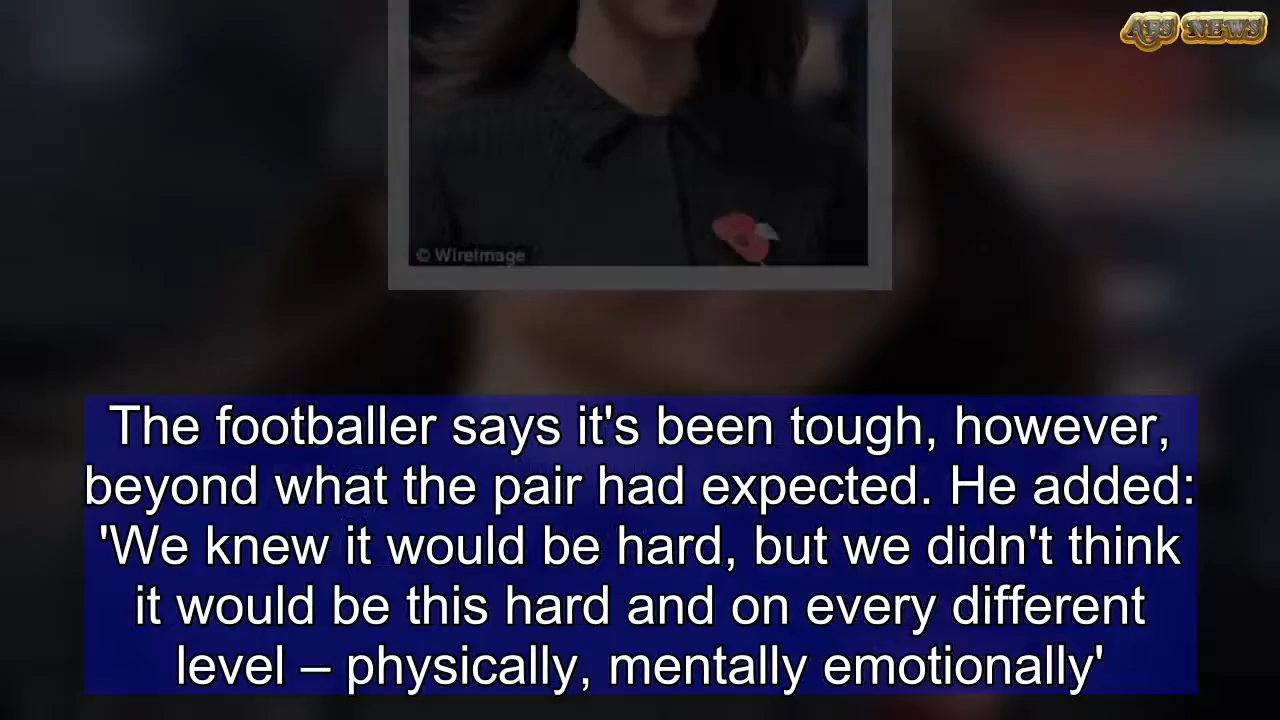 AFS NEWS
© WireImage
The footballer says it's been tough, however,
beyond what the pair had expected. He added:
'We knew it would be hard, but we didn't think
it would be this hard and on every different
level – physically, mentally emotionally'